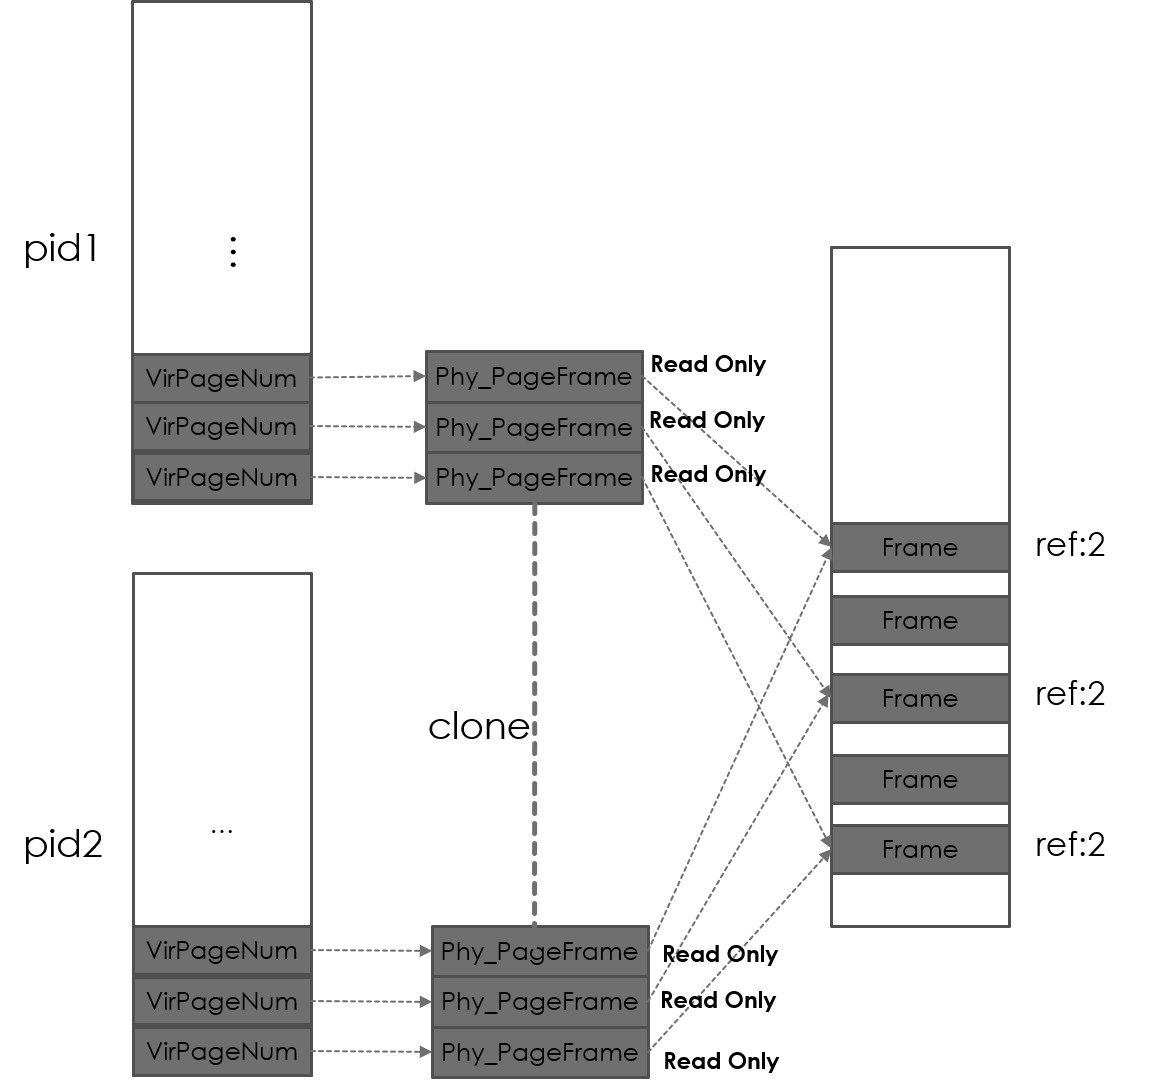 pid1
⋮
VirPageNum
VirPageNum
VirPageNum
Phy_PageFrame
Phy_PageFrame
Phy_PageFrame
Read Only
Read Only
Read Only
clone
pid2
...
VirPageNum
VirPageNum
VirPageNum
Phy_PageFrame
Phy_PageFrame
Phy_PageFrame
Read Only
Read Only
Read Only
Frame
ref:2
Frame
Frame
ref:2
Frame
Frame
ref:2